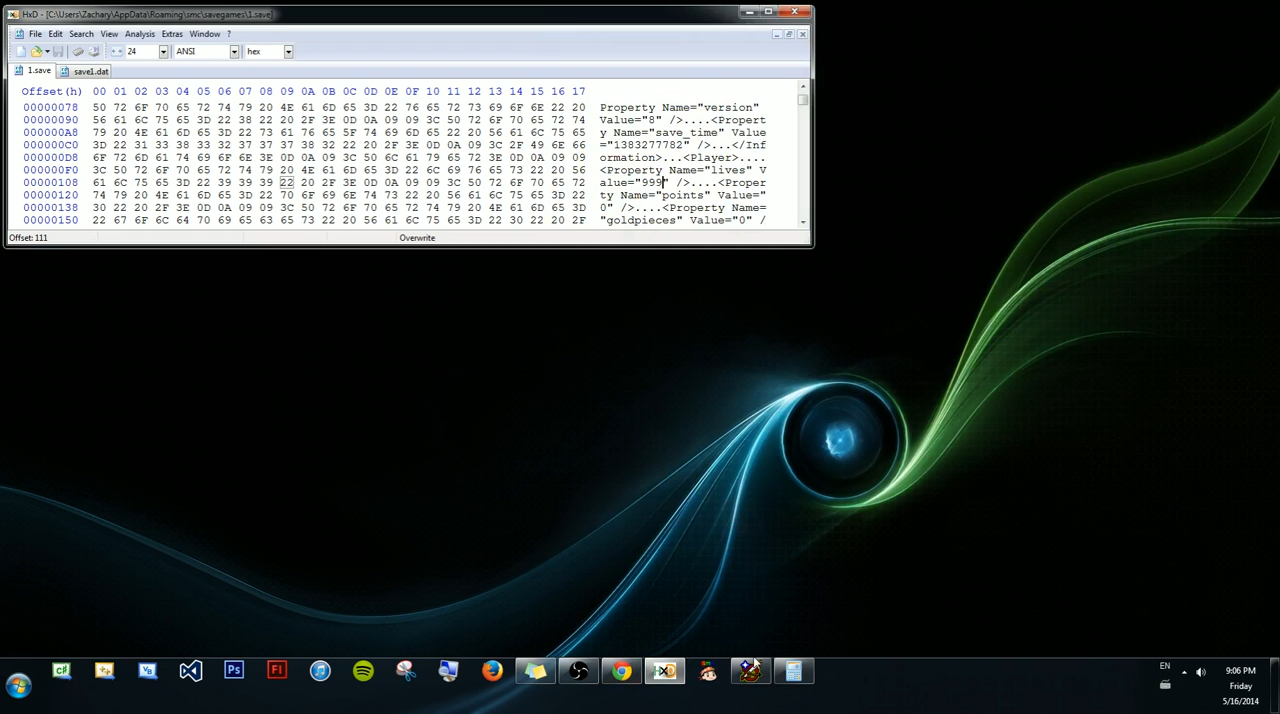 HxD - [C:\Users\Zachary\AppData\Roaming\smc\savegames\1.save]
File Edit Search View Analysis Extras Window ?
24 ANSI hex
1.save save1.dat
Offset(h) 00 01 02 03 04 05 06 07 08 09 0A 0B 0C 0D 0E 0F 10 11 12 13 14 15 16 17
00000078 50 72 6F 70 65 72 74 79 20 4E 61 6D 65 3D 22 76 65 72 73 69 6F 6E 22 20 Property Name="version"
00000090 56 61 6C 75 65 3D 22 38 22 20 2F 3E 0D 0A 09 09 3C 50 72 6F 70 65 72 74 Value="8" />....<Propert
000000A8 79 20 4E 61 6D 65 3D 22 73 61 76 65 5F 74 69 6D 65 22 20 56 61 6C 75 65 y Name="save_time" Value
000000C0 3D 22 31 33 38 33 32 37 37 37 38 32 22 20 2F 3E 0D 0A 09 3C 2F 49 6E 66 ="1383277782" />...</Inf
000000D8 6F 72 6D 61 74 69 6F 6E 3E 0D 0A 09 3C 50 6C 61 79 65 72 3E 0D 0A 09 09 ormation>...<Player>....
000000F0 3C 50 72 6F 70 65 72 74 79 20 4E 61 6D 65 3D 22 6C 69 76 65 73 22 20 56 <Property Name="lives" V
00000108 61 6C 75 65 3D 22 39 39 39 22 20 2F 3E 0D 0A 09 09 3C 50 72 6F 70 65 72 alue="999" />....<Proper
00000120 74 79 20 4E 61 6D 65 3D 22 70 6F 69 6E 74 73 22 20 56 61 6C 75 65 3D 22 ty Name="points" Value="
00000138 30 22 20 2F 3E 0D 0A 09 09 3C 50 72 6F 70 65 72 74 79 20 4E 61 6D 65 3D 0" />....<Property Name=
00000150 22 67 6F 6C 64 70 69 65 63 65 73 22 20 56 61 6C 75 65 3D 22 30 22 20 2F "goldpieces" Value="0" /
Offset: 111 Overwrite
C# VB Ps Fl HXD
EN
9:06 PM
Friday
5/16/2014